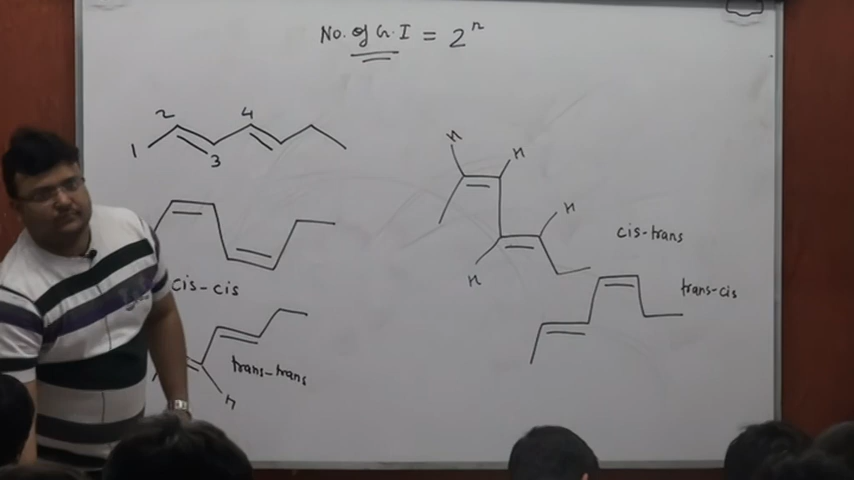 No. of G.I = 2ⁿ
1 2 3 4
H H
H H
cis-trans
cis-cis
trans-cis
trans-trans
H